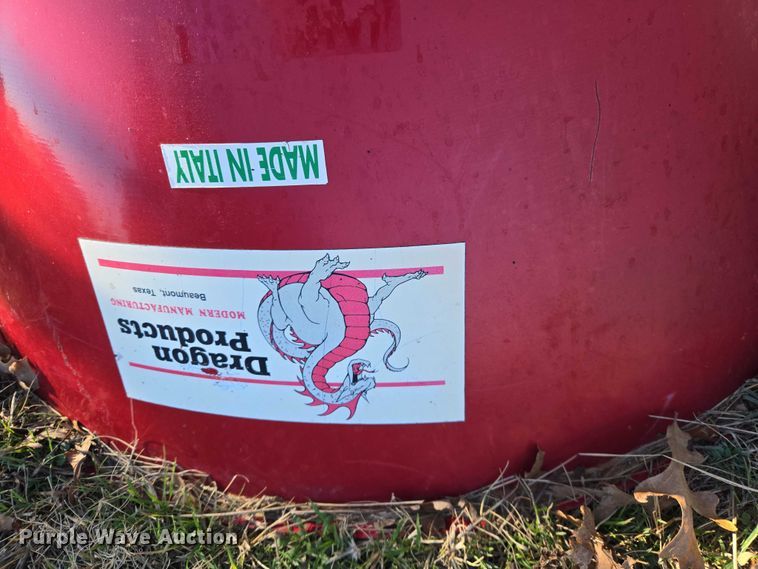 MADE IN ITALY
Dragon
Products
MODERN MANUFACTURING
Beaumont, Texas
Purple Wave Auction